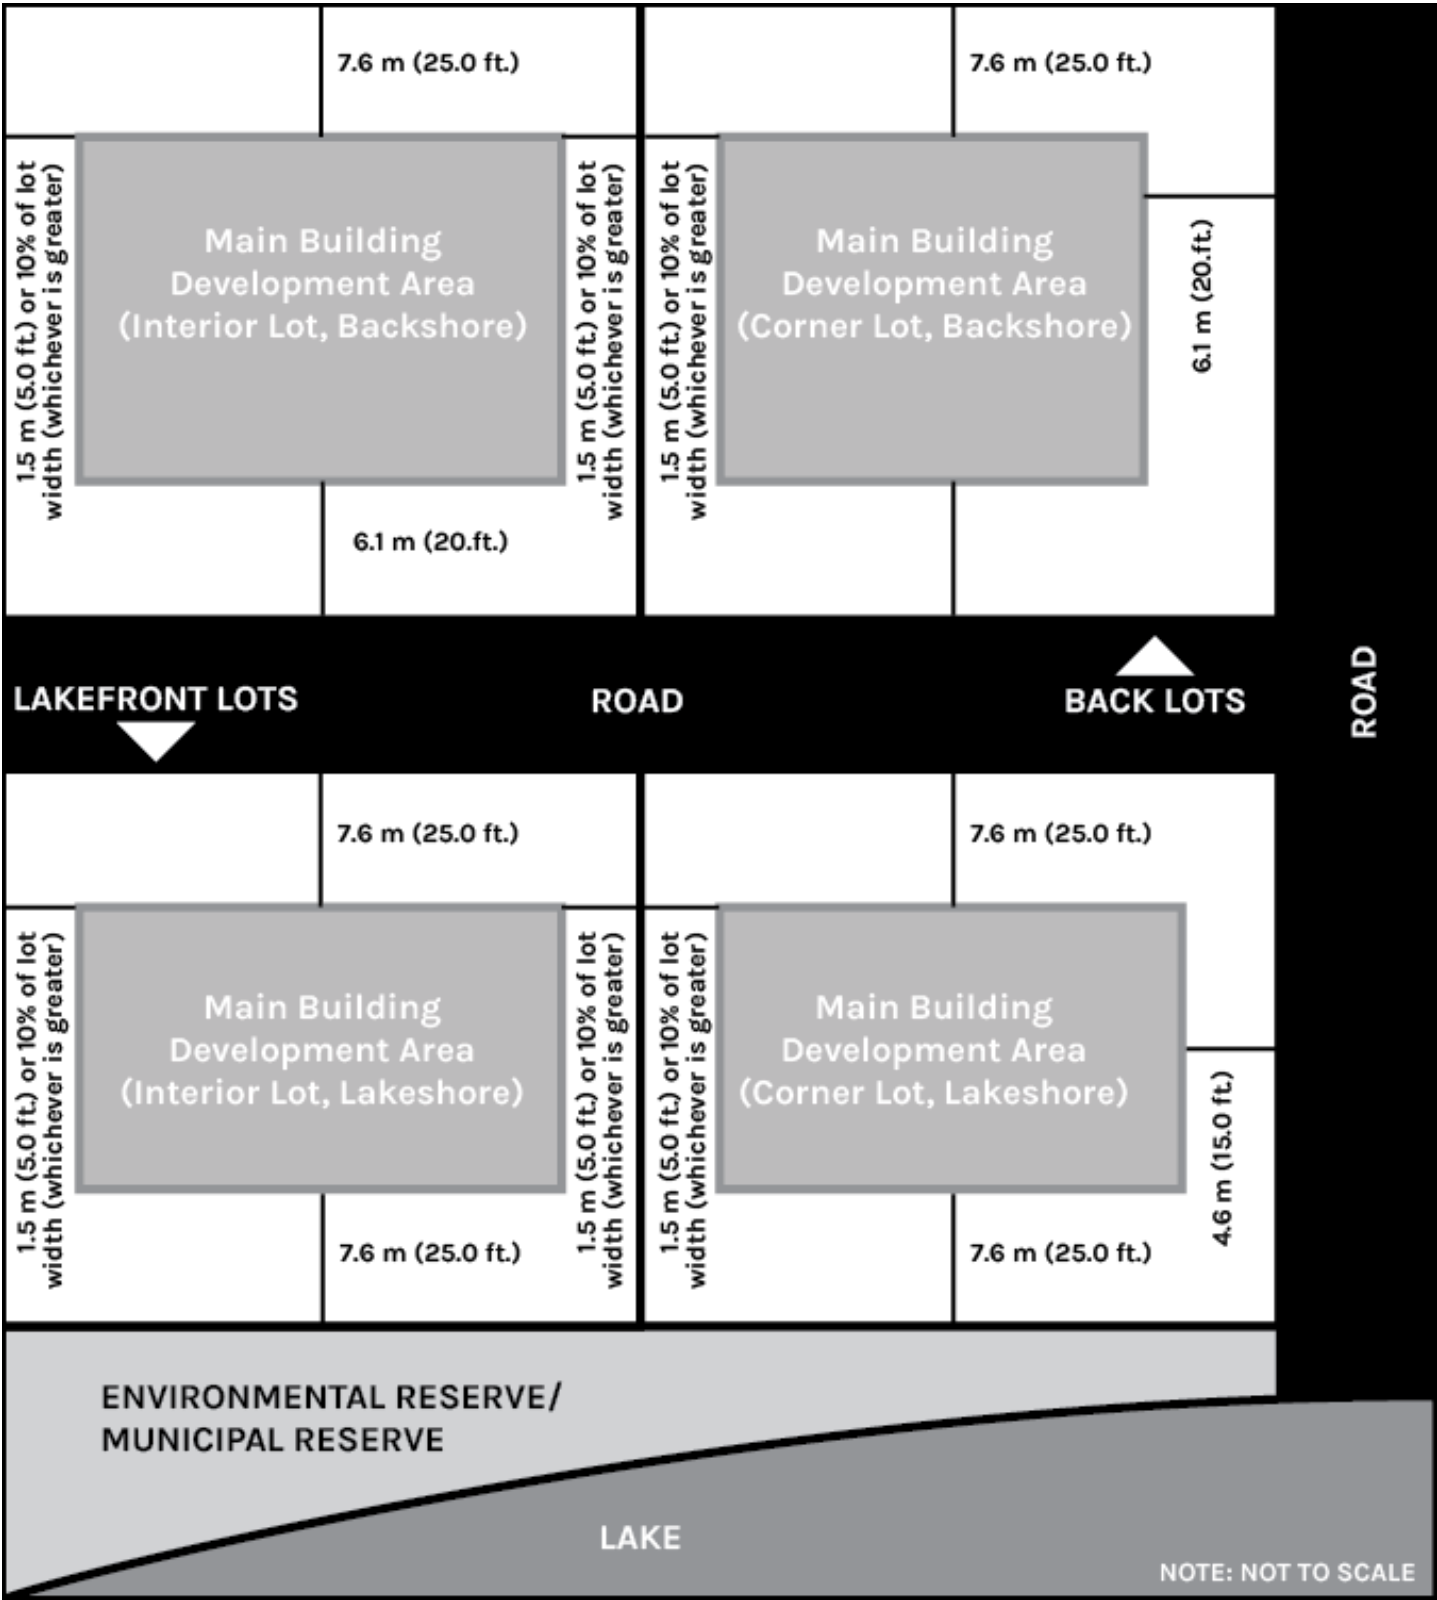 7.6 m (25.0 ft.)
7.6 m (25.0 ft.)
1.5 m (5.0 ft.) or 10% of lot
width (whichever is greater)
Main Building
Development Area
(Interior Lot, Backshore)
1.5 m (5.0 ft.) or 10% of lot
width (whichever is greater)
1.5 m (5.0 ft.) or 10% of lot
width (whichever is greater)
Main Building
Development Area
(Corner Lot, Backshore)
6.1 m (20.ft.)
6.1 m (20.ft.)
LAKEFRONT LOTS
ROAD
BACK LOTS
ROAD
7.6 m (25.0 ft.)
7.6 m (25.0 ft.)
1.5 m (5.0 ft.) or 10% of lot
width (whichever is greater)
Main Building
Development Area
(Interior Lot, Lakeshore)
1.5 m (5.0 ft.) or 10% of lot
width (whichever is greater)
1.5 m (5.0 ft.) or 10% of lot
width (whichever is greater)
Main Building
Development Area
(Corner Lot, Lakeshore)
4.6 m (15.0 ft.)
7.6 m (25.0 ft.)
7.6 m (25.0 ft.)
ENVIRONMENTAL RESERVE/
MUNICIPAL RESERVE
LAKE
NOTE: NOT TO SCALE